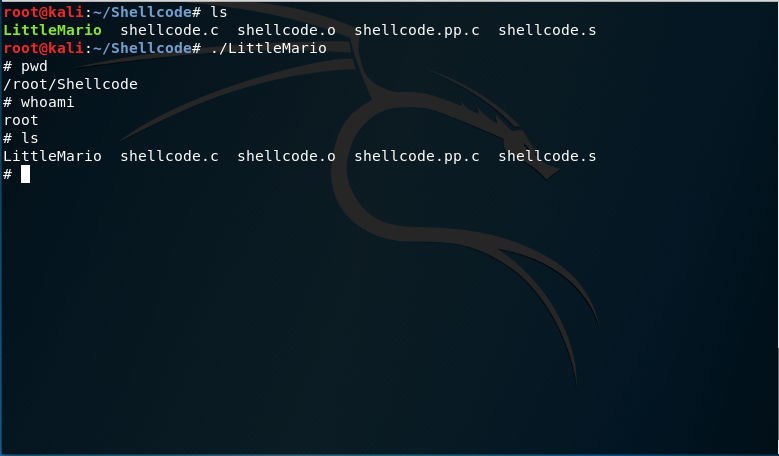 root@kali:~/Shellcode# ls
LittleMario  shellcode.c  shellcode.o  shellcode.pp.c  shellcode.s
root@kali:~/Shellcode# ./LittleMario
# pwd
/root/Shellcode
# whoami
root
# ls
LittleMario  shellcode.c  shellcode.o  shellcode.pp.c  shellcode.s
#